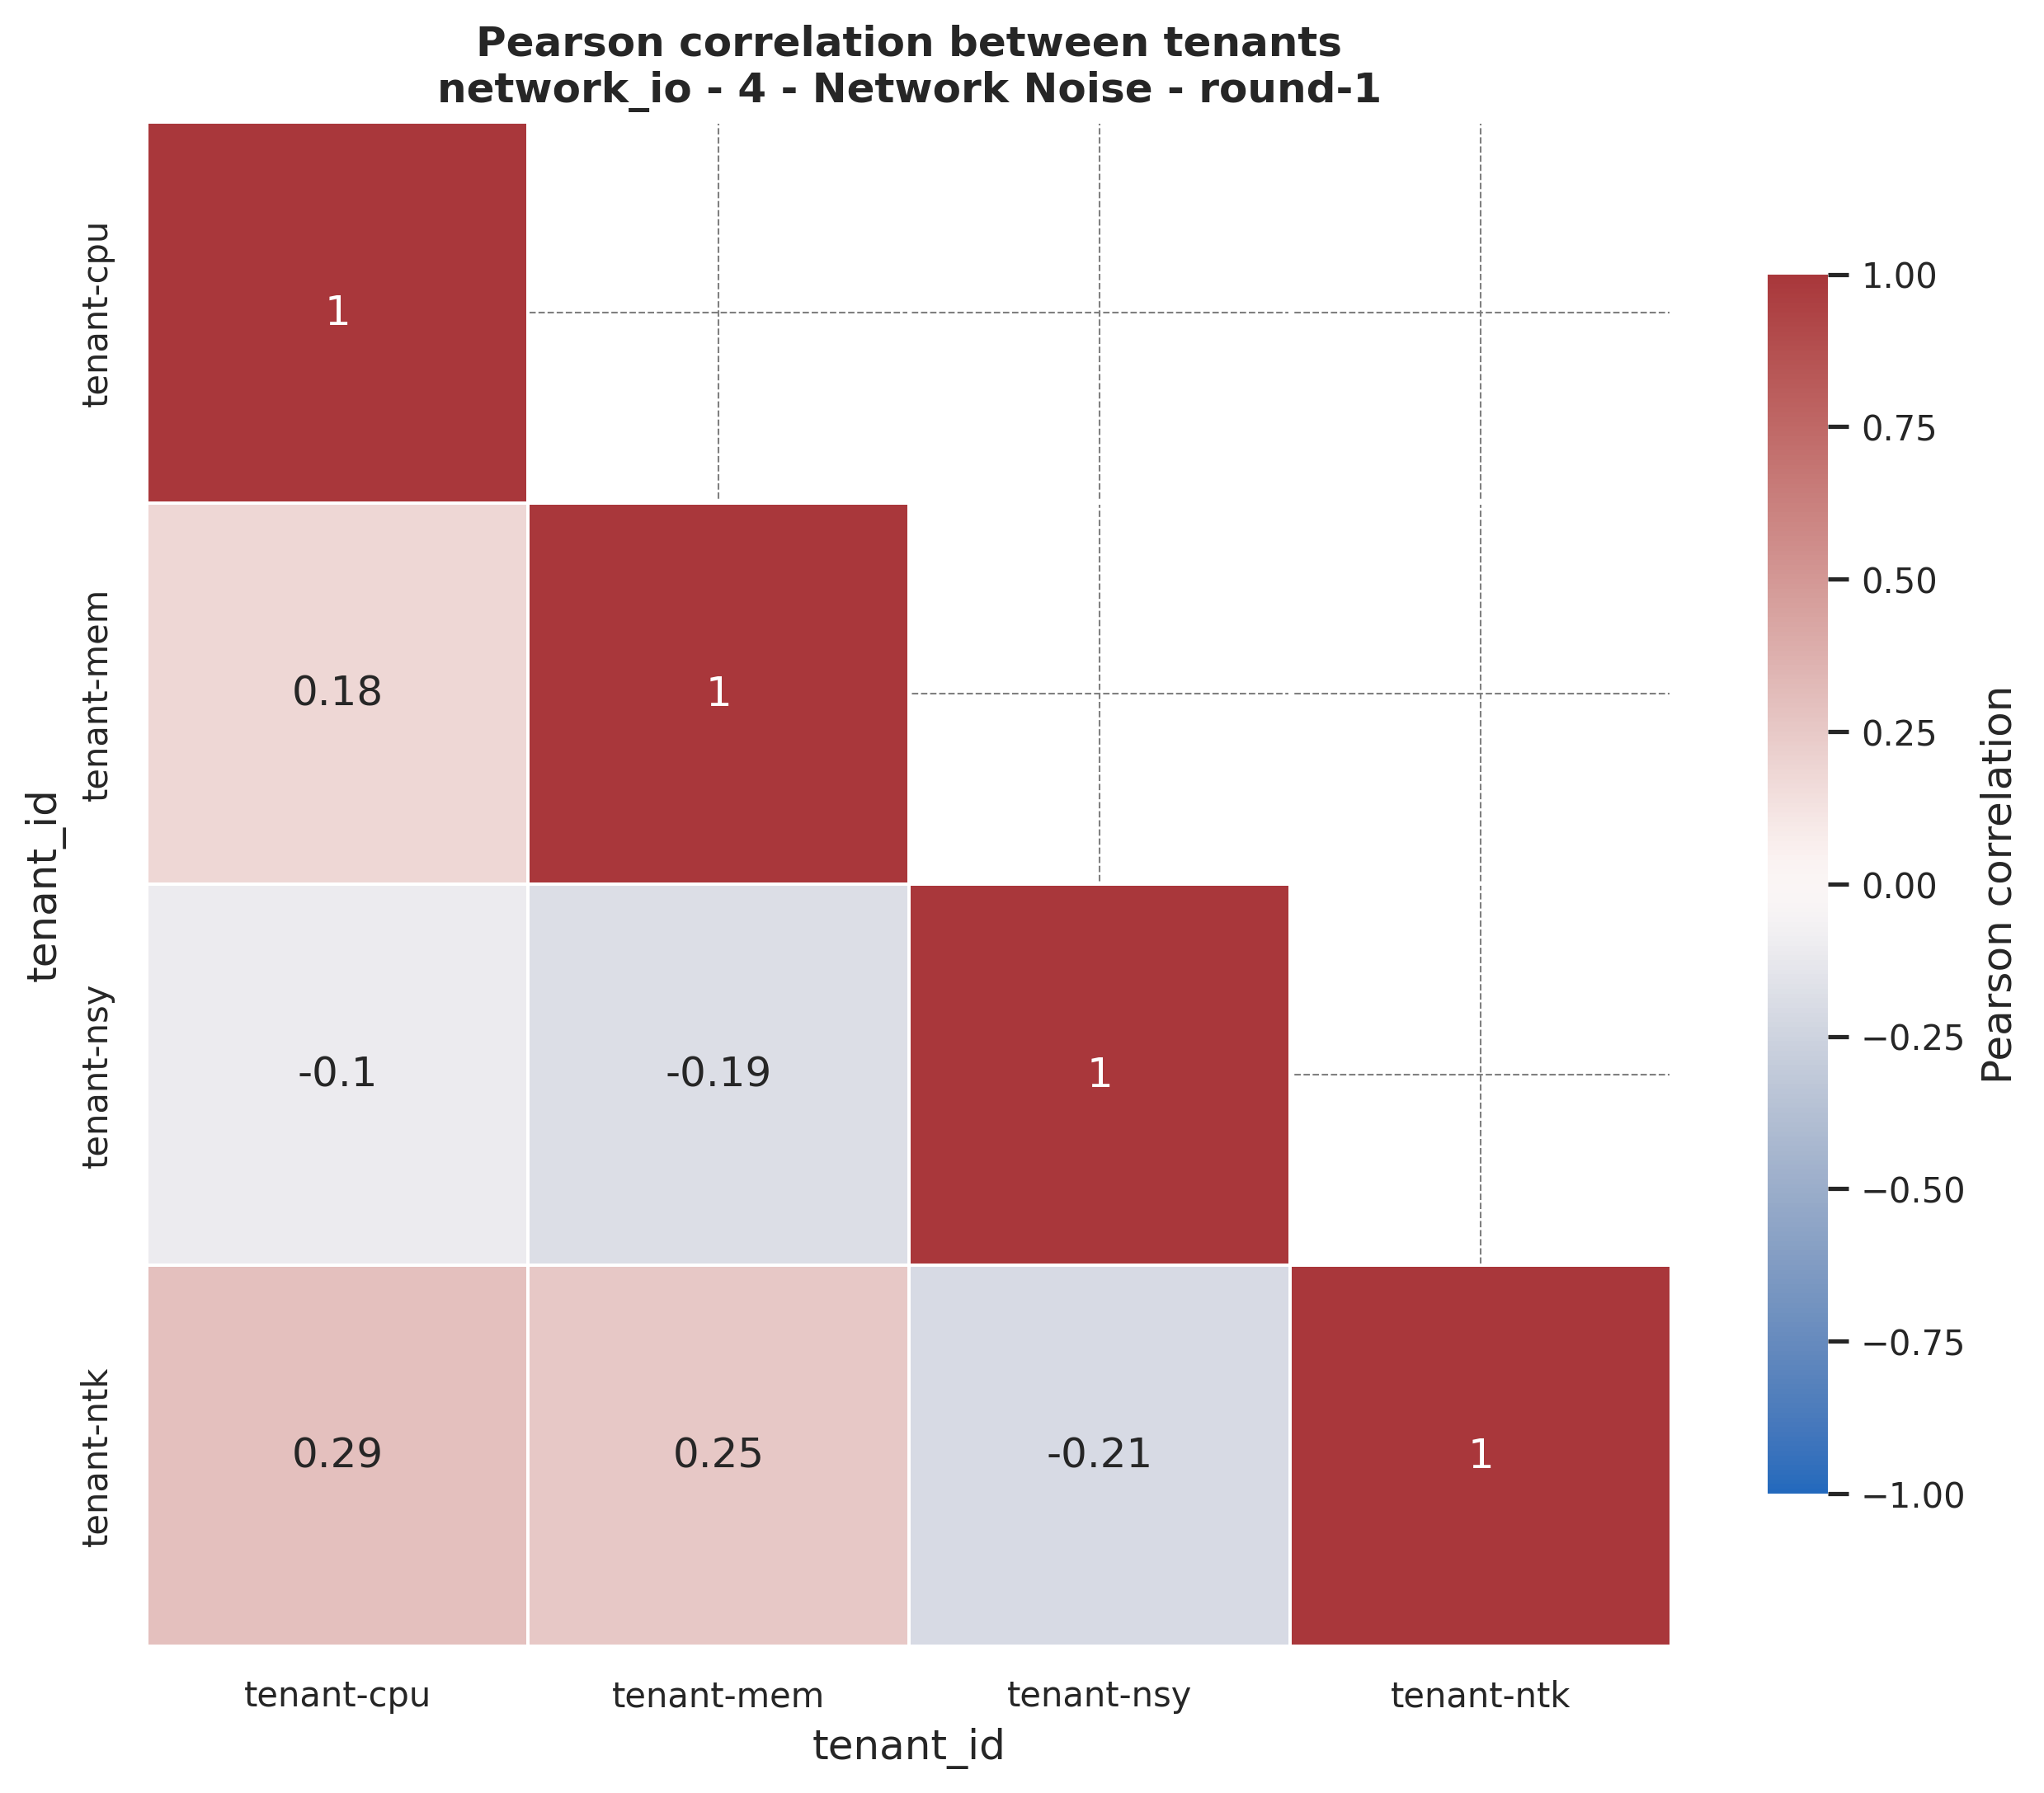 Pearson correlation between tenants
network_io - 4 - Network Noise - round-1
tenant_id
tenant-cpu
1
tenant-mem
0.18
1
tenant-nsy
-0.1
-0.19
1
tenant-ntk
0.29
0.25
-0.21
1
tenant-cpu
tenant-mem
tenant-nsy
tenant-ntk
tenant_id
1.00
0.75
0.50
0.25
0.00
−0.25
−0.50
−0.75
−1.00
Pearson correlation